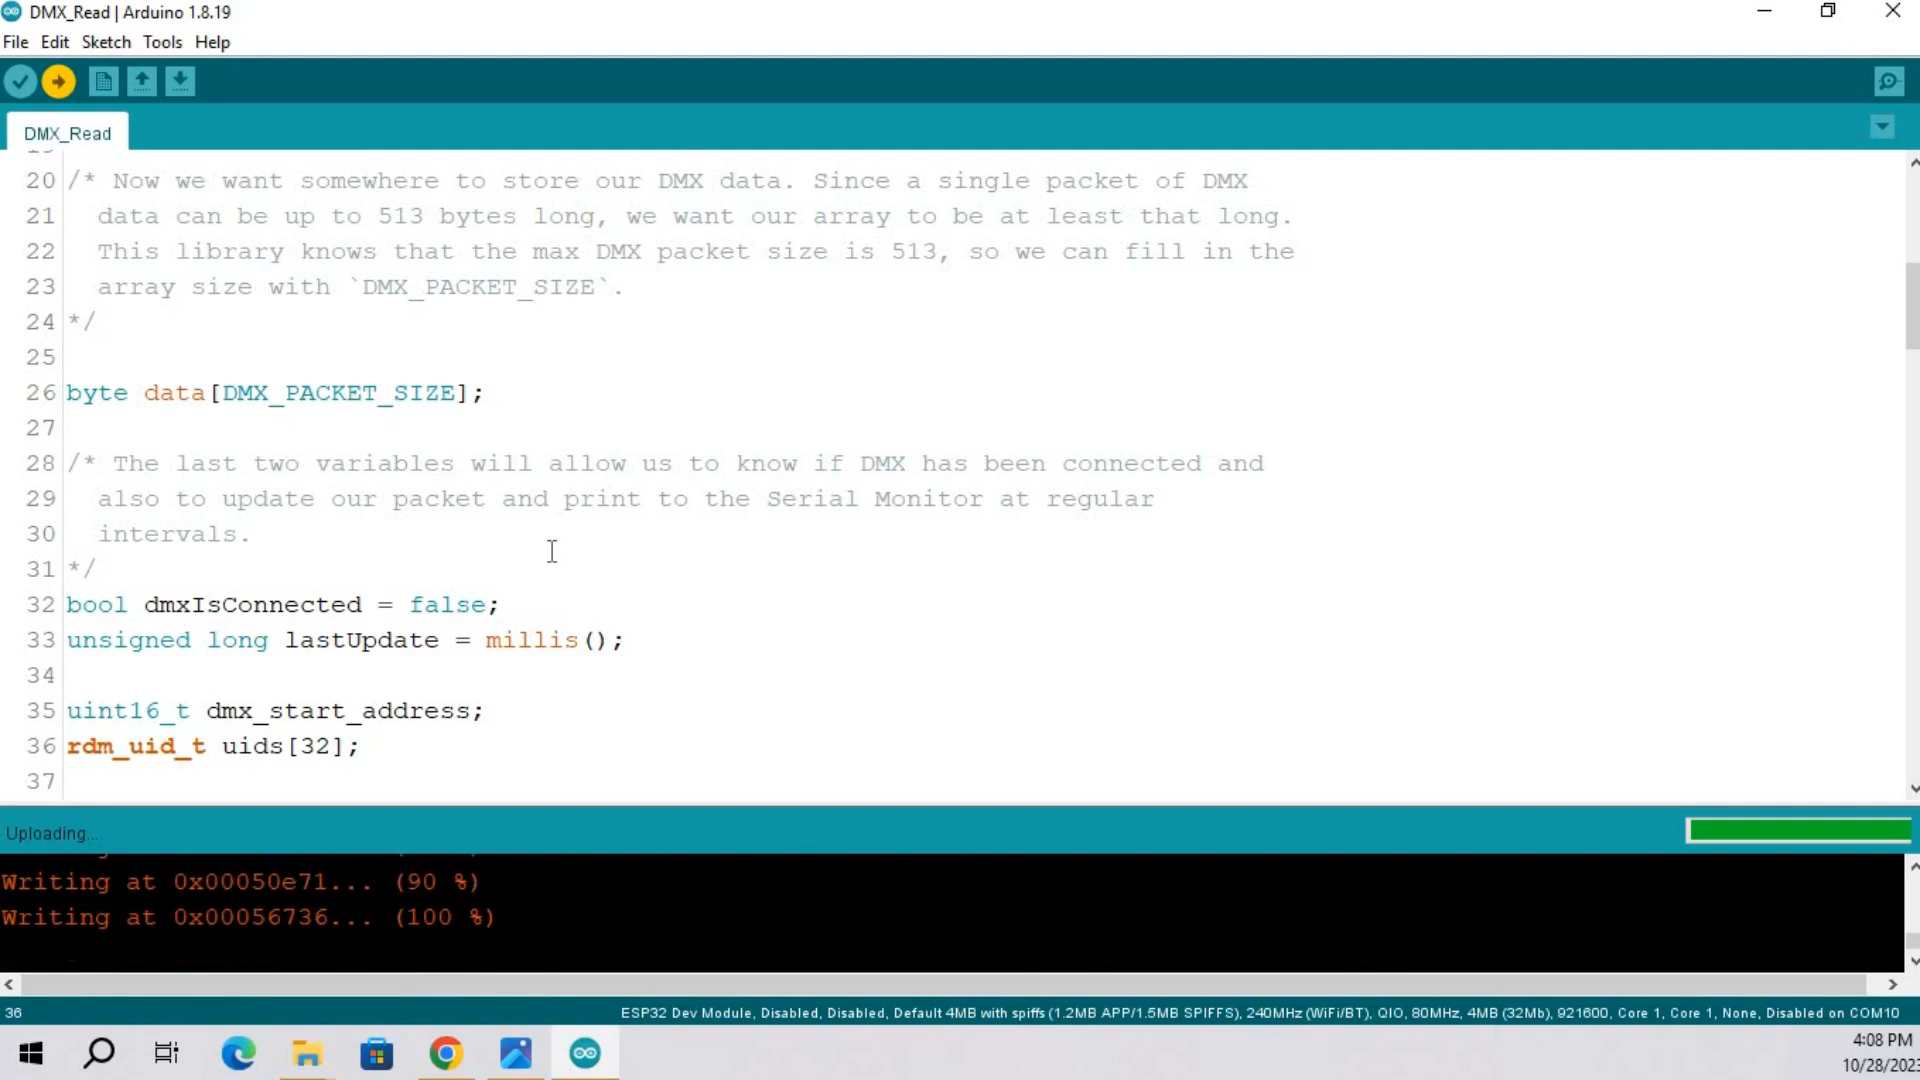 DMX_Read | Arduino 1.8.19
File Edit Sketch Tools Help
DMX_Read
20 /* Now we want somewhere to store our DMX data. Since a single packet of DMX
21 data can be up to 513 bytes long, we want our array to be at least that long.
22 This library knows that the max DMX packet size is 513, so we can fill in the
23 array size with `DMX_PACKET_SIZE`.
24 */
25
26 byte data[DMX_PACKET_SIZE];
27
28 /* The last two variables will allow us to know if DMX has been connected and
29 also to update our packet and print to the Serial Monitor at regular
30 intervals.
31 */
32 bool dmxIsConnected = false;
33 unsigned long lastUpdate = millis();
34
35 uint16_t dmx_start_address;
36 rdm_uid_t uids[32];
37
Uploading...
Writing at 0x00050e71... (90 %)
Writing at 0x00056736... (100 %)
36 ESP32 Dev Module, Disabled, Disabled, Default 4MB with spiffs (1.2MB APP/1.5MB SPIFFS), 240MHz (WiFi/BT), QIO, 80MHz, 4MB (32Mb), 921600, Core 1, Core 1, None, Disabled on COM10
4:08 PM
10/28/2023